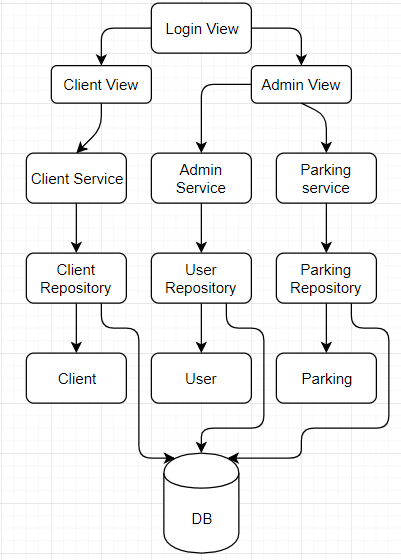 Login View
Client View
Admin View
Client Service
Admin
Service
Parking
service
Client
Repository
User
Repository
Parking
Repository
Client
User
Parking
DB